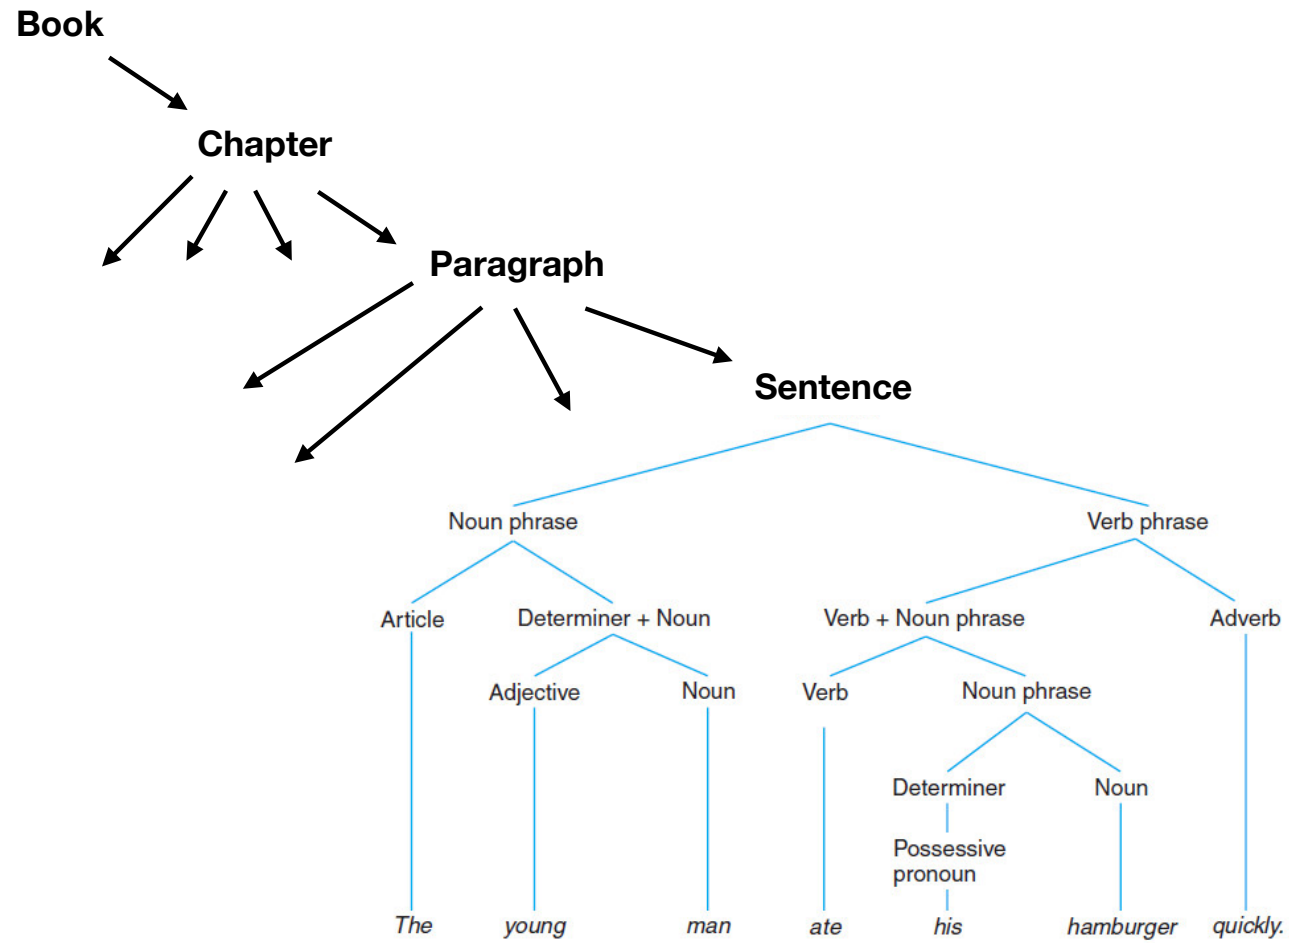 Book
Chapter
Paragraph
Sentence
Noun phrase Verb phrase
Article Determiner + Noun Verb + Noun phrase Adverb
Adjective Noun Verb Noun phrase
Determiner Noun
Possessive
pronoun
The young man ate his hamburger quickly.